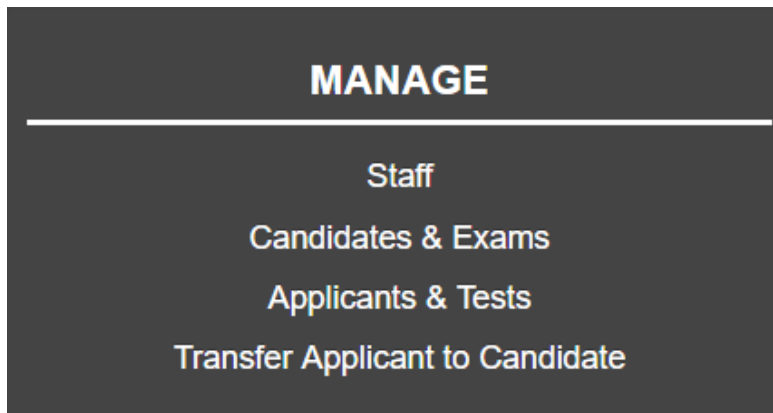 MANAGE
Staff
Candidates & Exams
Applicants & Tests
Transfer Applicant to Candidate